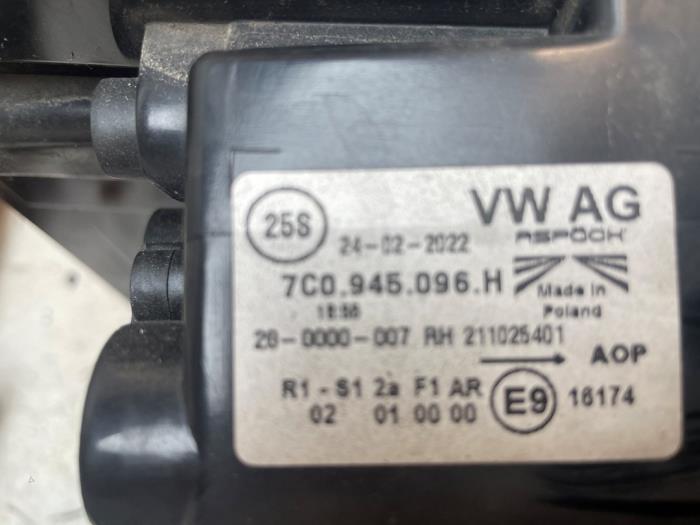 25S
VW AG
24-02-2022
ASPÖCK
7C0.945.096.H
Made in
Poland
28-0000-007 RH 211025401
AOP
R1 - S1 2a F1 AR
02 01 00 00
E9
16174